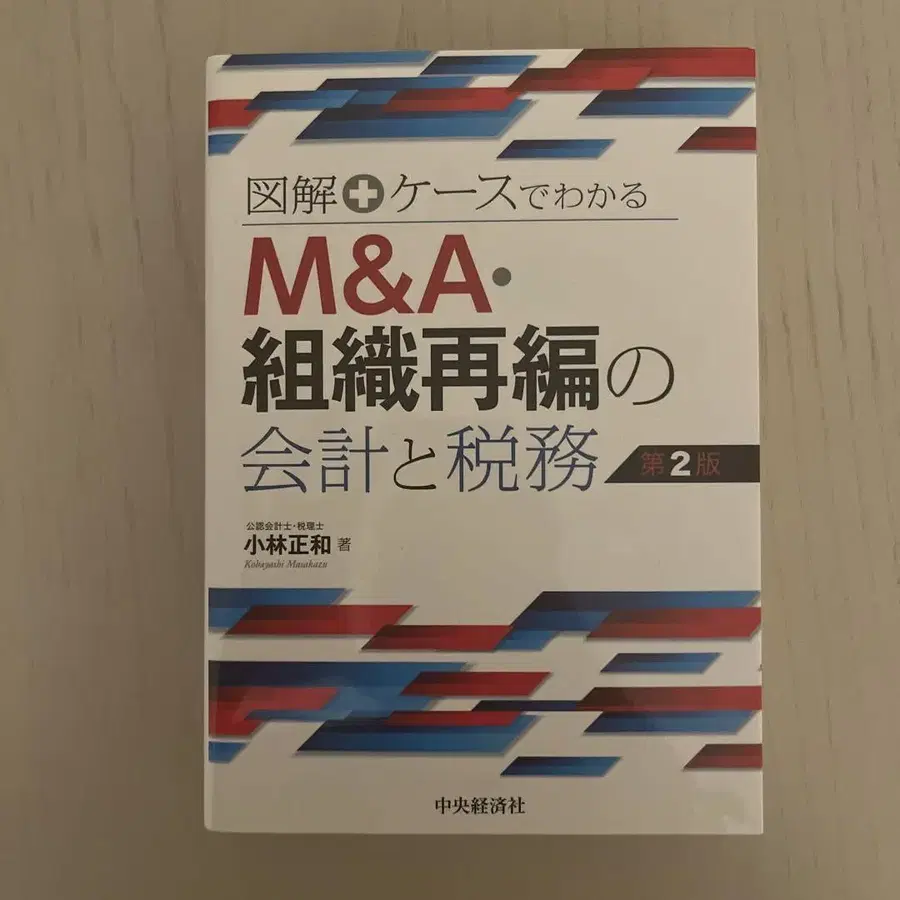 図解+ケースでわかる
M&A・
組織再編の
会計と税務
第2版
公認会計士・税理士
小林正和 著
Kobayashi Masakazu
中央経済社